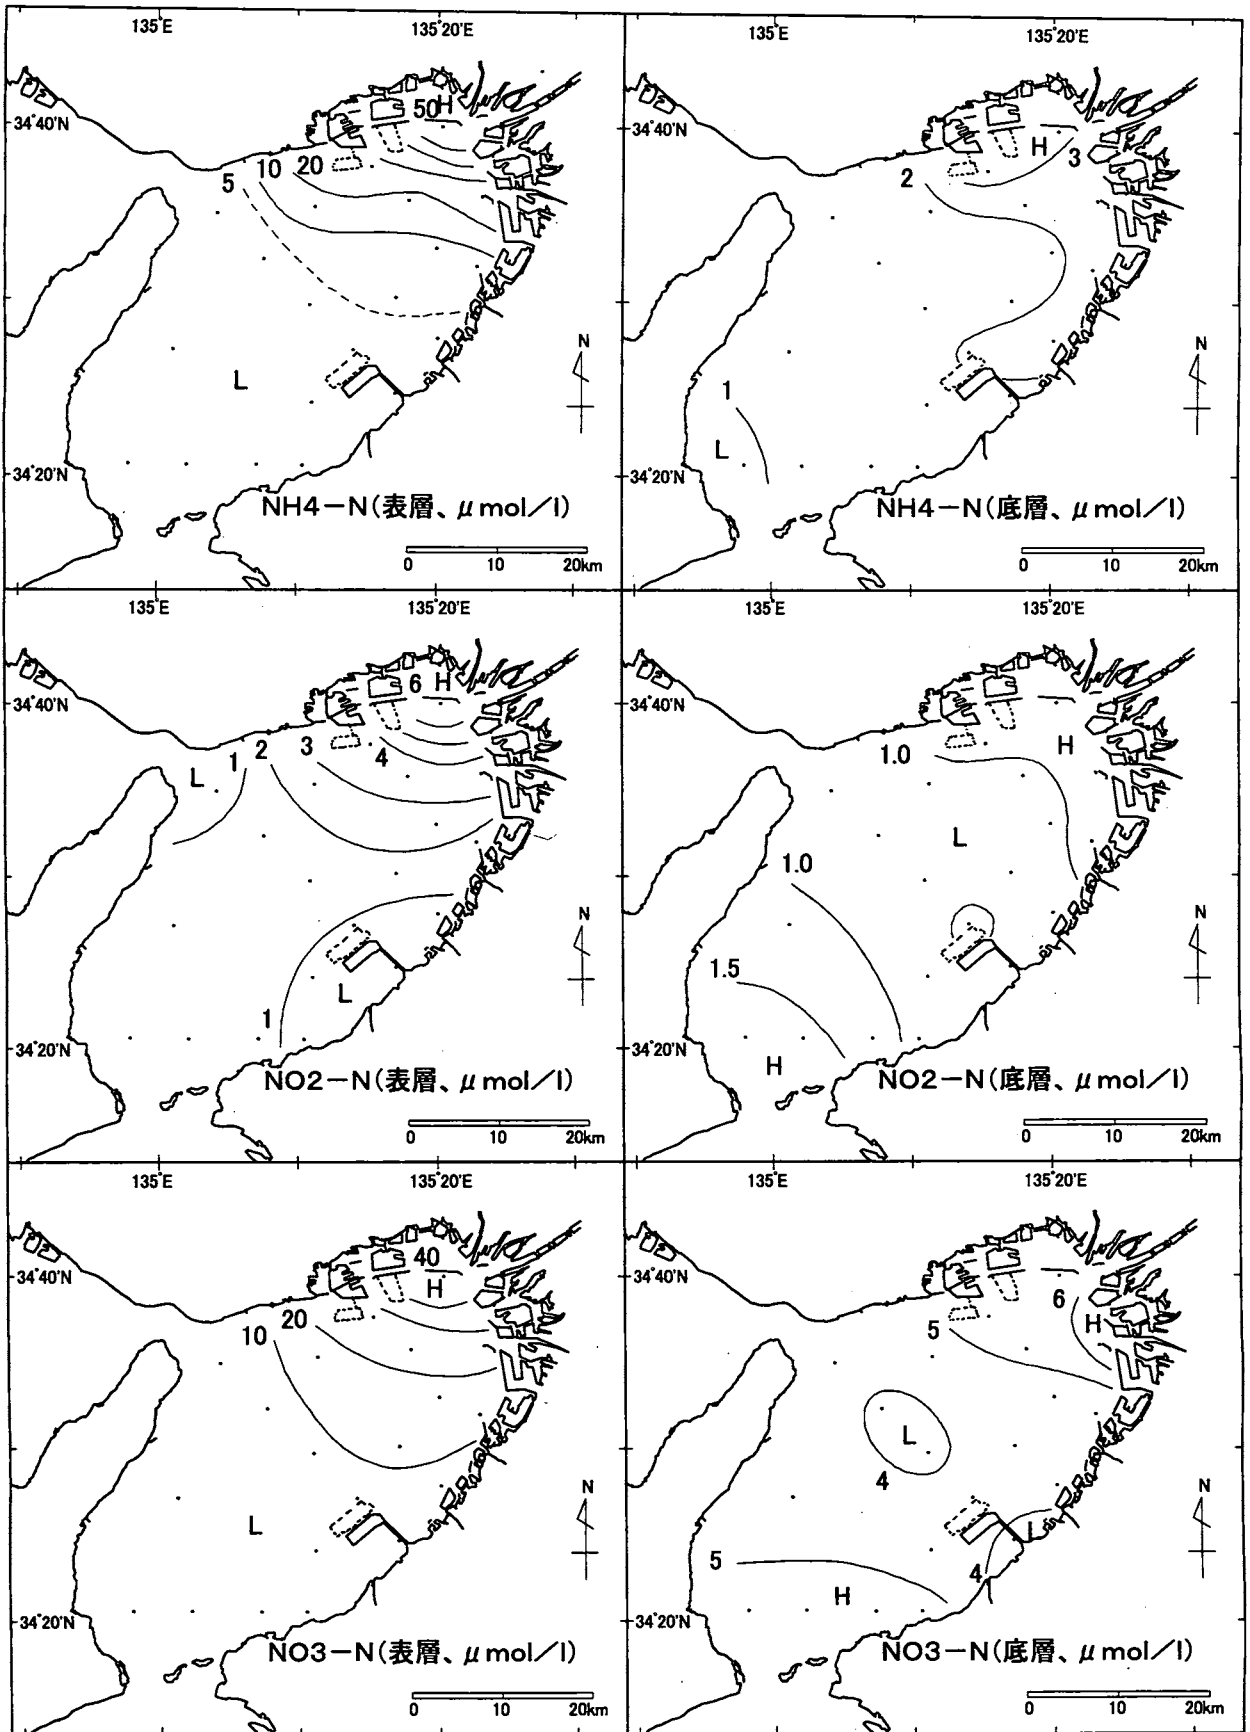 135°E 135°20'E
50H
34°40'N
5 10 20
L
N
34°20'N
NH4-N(表層、μmol/l)
0 10 20km
135°E 135°20'E
34°40'N
H 3
2
1
L
N
34°20'N
NH4-N(底層、μmol/l)
0 10 20km
135°E 135°20'E
6 H
34°40'N
L 1 2 3 4
N
L
1
34°20'N
NO2-N(表層、μmol/l)
0 10 20km
135°E 135°20'E
34°40'N
1.0 H
L
1.0
N
1.5
34°20'N
H
NO2-N(底層、μmol/l)
0 10 20km
135°E 135°20'E
40
34°40'N
H
10 20
N
L
34°20'N
NO3-N(表層、μmol/l)
0 10 20km
135°E 135°20'E
34°40'N
6
5 H
L
4
N
L
5 4
H
34°20'N
NO3-N(底層、μmol/l)
0 10 20km